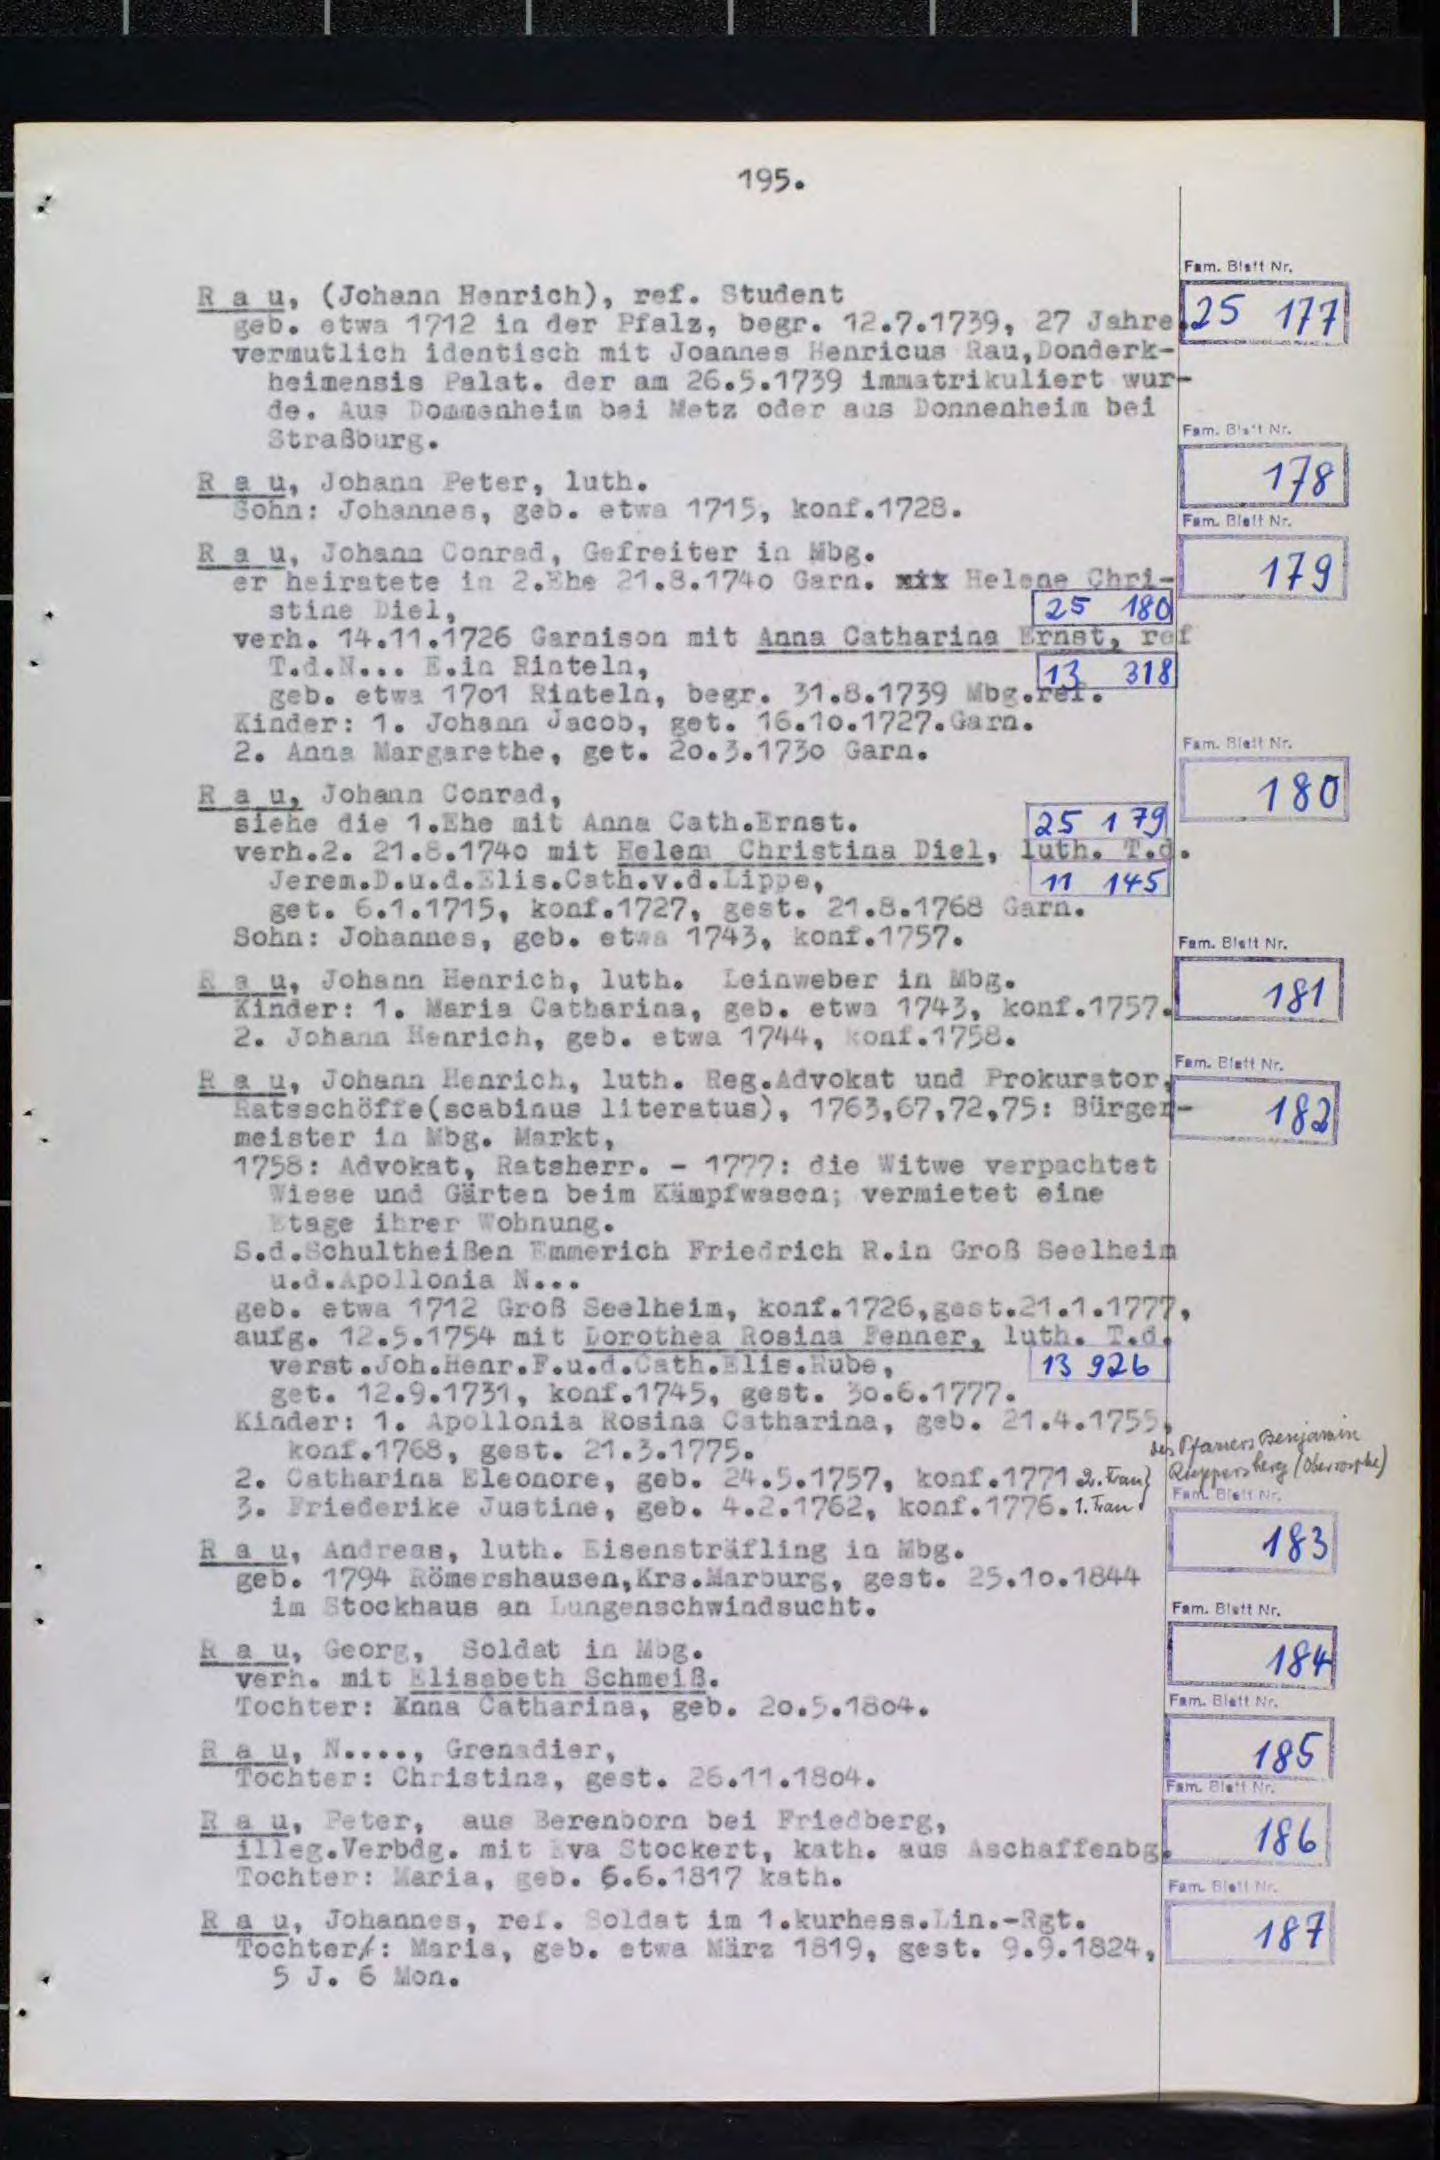 195.
Fam. Blatt Nr.
R a u, (Johann Henrich), ref. Student
geb. etwa 1712 in der Pfalz, begr. 12.7.1739, 27 Jahre. 25 177
vermutlich identisch mit Joannes Henricus Rau,Donderk-
heimensis Palat. der am 26.5.1739 immatrikuliert wur-
de. Aus Dommenheim bei Metz oder aus Donnenheim bei
Straßburg.
Fam. Blatt Nr.
R a u, Johann Peter, luth. 178
Sohn: Johannes, geb. etwa 1715, konf.1728.
Fam. Blatt Nr.
R a u, Johann Conrad, Gefreiter in Mbg. 179
er heiratete in 2.Ehe 21.8.1740 Garn. mit Helene Chri-
stine Diel, 25 180
verh. 14.11.1726 Garnison mit Anna Catharina Ernst, ref
T.d.N... E.in Rinteln, 13 318
geb. etwa 1701 Rinteln, begr. 31.8.1739 Mbg.ref.
Kinder: 1. Johann Jacob, get. 16.10.1727.Garn.
2. Anna Margarethe, get. 20.3.1730 Garn.
Fam. Blatt Nr.
R a u, Johann Conrad, 180
siehe die 1.Ehe mit Anna Cath.Ernst. 25 179
verh.2. 21.8.1740 mit Helena Christina Diel, luth. T.d.
Jerem.D.u.d.Elis.Cath.v.d.Lippe, 11 145
get. 6.1.1715, konf.1727, gest. 21.8.1768 Garn.
Sohn: Johannes, geb. etwa 1743, konf.1757.
Fam. Blatt Nr.
R a u, Johann Henrich, luth. Leinweber in Mbg. 181
Kinder: 1. Maria Catharina, geb. etwa 1743, konf.1757.
2. Johann Henrich, geb. etwa 1744, konf.1758.
Fam. Blatt Nr.
R a u, Johann Henrich, luth. Reg.Advokat und Prokurator,
Ratsschöffe(scabinus literatus), 1763,67,72,75: Bürger- 182
meister in Mbg. Markt,
1758: Advokat, Ratsherr. - 1777: die Witwe verpachtet
Wiese und Gärten beim Kämpfwasen; vermietet eine
Etage ihrer Wohnung.
S.d.Schultheißen Emmerich Friedrich R.in Groß Seelheim
u.d.Apollonia N...
geb. etwa 1712 Groß Seelheim, konf.1726,gest.21.1.1777,
aufg. 12.5.1754 mit Dorothea Rosina Fenner, luth. T.d.
verst.Joh.Henr.F.u.d.Cath.Elis.Rube, 13 926
get. 12.9.1731, konf.1745, gest. 30.6.1777.
Kinder: 1. Apollonia Rosina Catharina, geb. 21.4.1755,
konf.1768, gest. 21.3.1775.
des Pfarrers Benjamin
2. Catharina Eleonore, geb. 24.5.1757, konf.1771 2. Frau} Ruppersberg (Oberrosphe)
3. Friederike Justine, geb. 4.2.1762, konf.1776. 1. Frau
Fam. Blatt Nr.
R a u, Andreas, luth. Eisensträfling in Mbg. 183
geb. 1794 Römershausen,Krs.Marburg, gest. 25.10.1844
im Stockhaus an Lungenschwindsucht.
Fam. Blatt Nr.
R a u, Georg, Soldat in Mbg. 184
verh. mit Elisabeth Schmeiß.
Tochter: Anna Catharina, geb. 20.5.1804.
Fam. Blatt Nr.
R a u, N....., Grenadier, 185
Tochter: Christina, gest. 26.11.1804.
Fam. Blatt Nr.
R a u, Peter, aus Berenborn bei Friedberg, 186
illeg.Verbdg. mit Eva Stockert, kath. aus Aschaffenbg.
Tochter: Maria, geb. 6.6.1817 kath.
Fam. Blatt Nr.
R a u, Johannes, ref. Soldat im 1.kurhess.Lin.-Rgt. 187
Tochter: Maria, geb. etwa März 1819, gest. 9.9.1824,
5 J. 6 Mon.